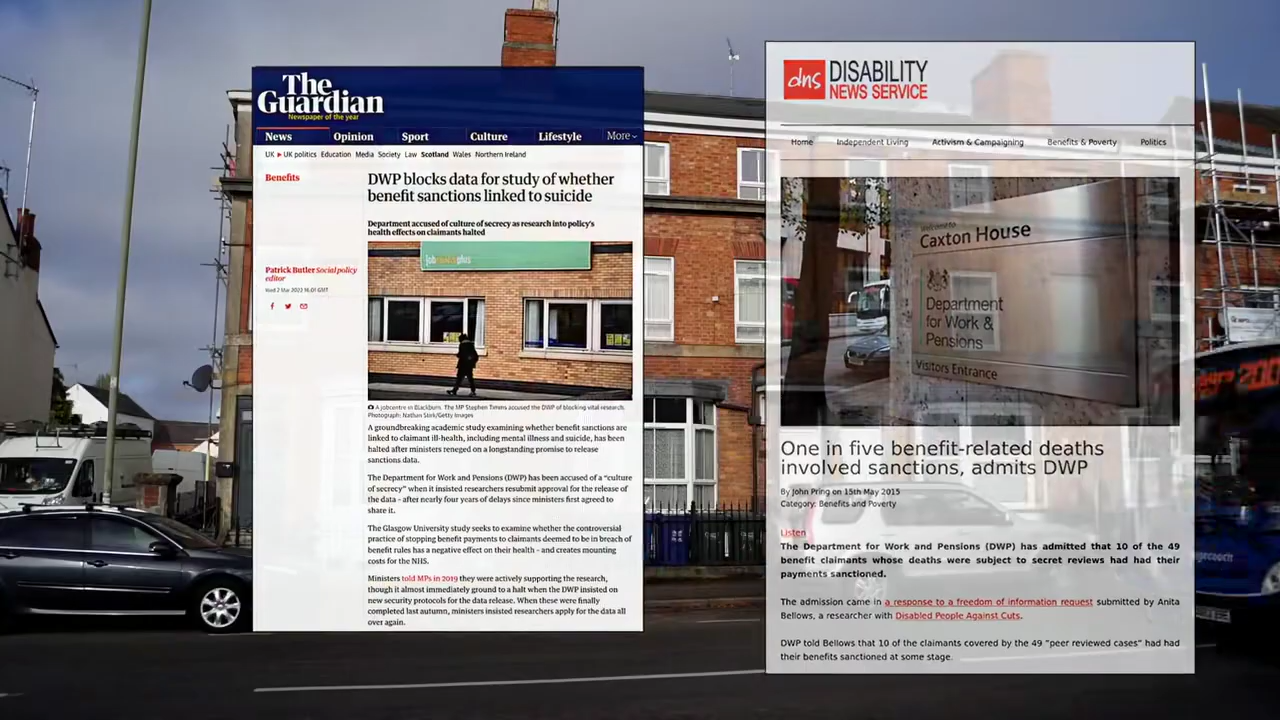 The
Guardian
Newspaper of the year
News Opinion Sport Culture Lifestyle More
UK UK politics Education Media Society Law Scotland Wales Northern Ireland
Benefits
DWP blocks data for study of whether
benefit sanctions linked to suicide
Department accused of culture of secrecy as research into policy's
health effects on claimants halted
Patrick Butler Social policy
editor
Wed 2 Mar 2022 16.01 GMT
jobcentreplus
A jobcentre in Blackburn. The MP Stephen Timms accused the DWP of blocking vital research.
Photograph: Nathan Stirk/Getty Images
A groundbreaking academic study examining whether benefit sanctions are
linked to claimant ill-health, including mental illness and suicide, has been
halted after ministers reneged on a longstanding promise to release
sanctions data.
The Department for Work and Pensions (DWP) has been accused of a "culture
of secrecy" when it insisted researchers resubmit approval for the release of
the data – after nearly four years of delays since ministers first agreed to
share it.
The Glasgow University study seeks to examine whether the controversial
practice of stopping benefit payments to claimants deemed to be in breach of
benefit rules has a negative effect on their health – and creates mounting
costs for the NHS.
Ministers told MPs in 2019 they were actively supporting the research,
though it almost immediately ground to a halt when the DWP insisted on
new security protocols for the data release. When these were finally
completed last autumn, ministers insisted researchers apply for the data all
over again.
dns DISABILITY
NEWS SERVICE
Home Independent Living Activism & Campaigning Benefits & Poverty Politics
Welcome to
Caxton House
Department
for Work &
Pensions
Visitors Entrance
One in five benefit-related deaths
involved sanctions, admits DWP
By John Pring on 15th May 2015
Category: Benefits and Poverty
Listen
The Department for Work and Pensions (DWP) has admitted that 10 of the 49
benefit claimants whose deaths were subject to secret reviews had had their
payments sanctioned.
The admission came in a response to a freedom of information request submitted by Anita
Bellows, a researcher with Disabled People Against Cuts.
DWP told Bellows that 10 of the claimants covered by the 49 "peer reviewed cases" had had
their benefits sanctioned at some stage.